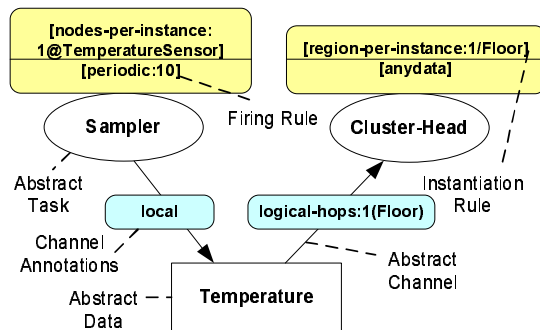 [nodes-per-instance:
1@TemperatureSensor]
[periodic:10]
[region-per-instance:1/Floor]
[anydata]
Firing Rule
Sampler
Cluster-Head
Abstract
Task
Instantiation
Rule
local
logical-hops:1(Floor)
Channel
Annotations
Abstract
Channel
Abstract
Data
Temperature